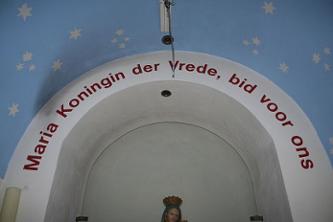 Maria Koningin der Vrede, bid voor ons